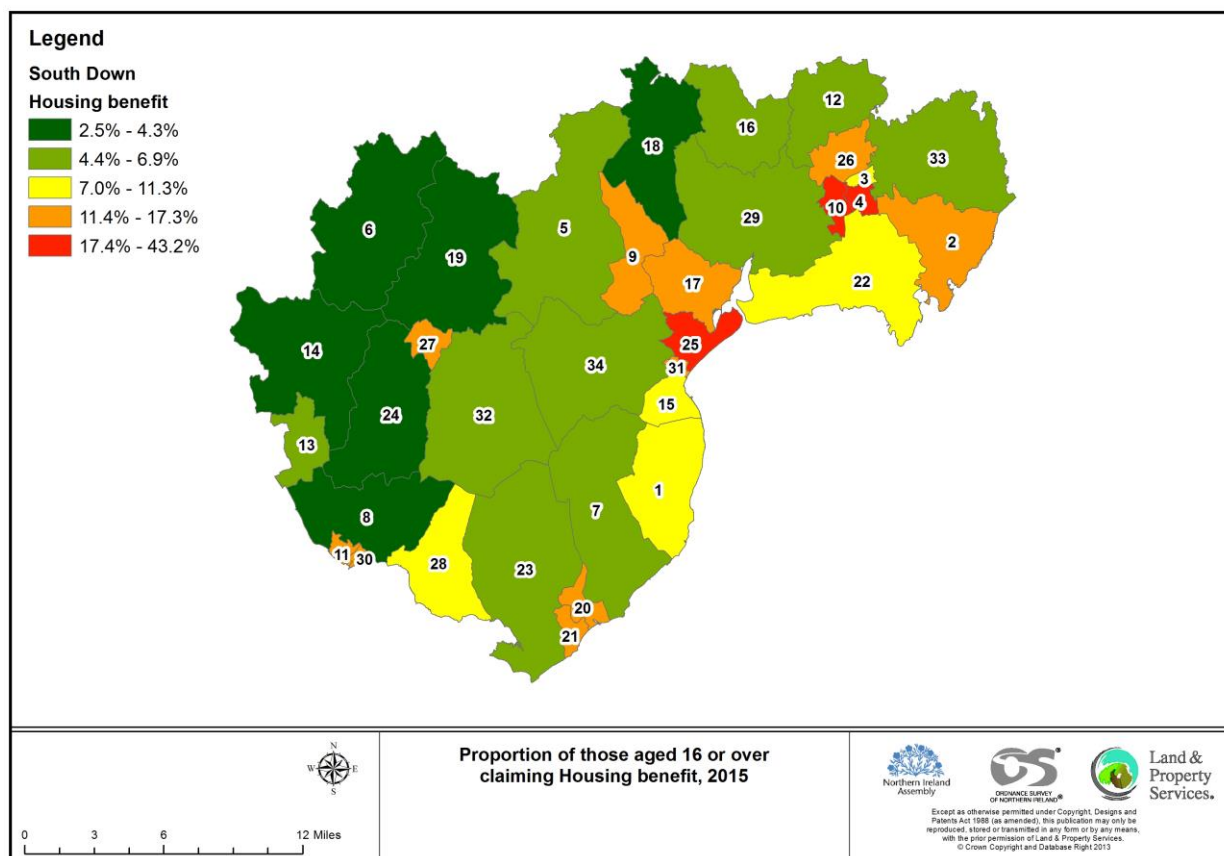 Legend
South Down
Housing benefit
2.5% - 4.3%
4.4% - 6.9%
7.0% - 11.3%
11.4% - 17.3%
17.4% - 43.2%
18
16
12
33
26
3
10
4
2
6
5
29
19
9
17
22
14
27
25
34
31
24
32
15
13
1
8
7
11
30
28
23
20
21
N
W
E
S
0 3 6 12 Miles
Proportion of those aged 16 or over
claiming Housing benefit, 2015
Northern Ireland
Assembly
OS®
ORDNANCE SURVEY
OF NORTHERN IRELAND®
Land &
Property
Services.
Except as otherwise permitted under Copyright, Designs and
Patents Act 1988 (as amended), this publication may only be
reproduced, stored or transmitted in any form or by any means,
with the prior permission of Land & Property Services.
© Crown Copyright and Database Right 2013